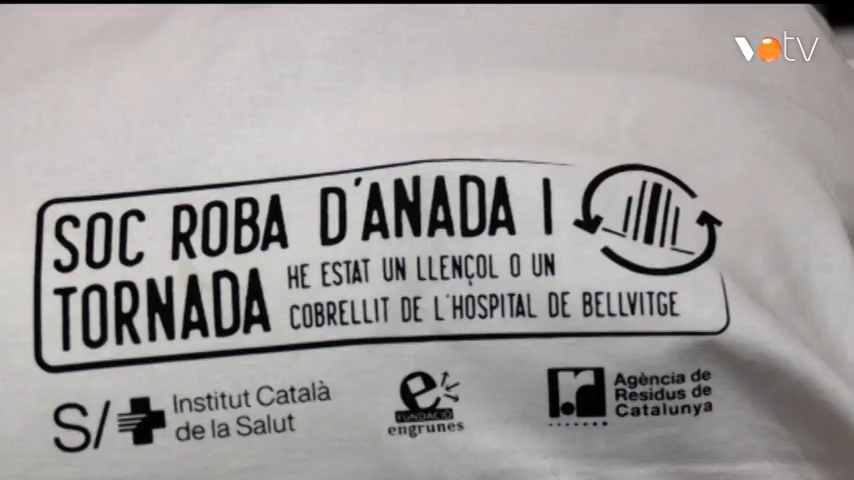 votv
SOC ROBA D'ANADA I
TORNADA
HE ESTAT UN LLENÇOL O UN
COBRELLIT DE L'HOSPITAL DE BELLVITGE
S/
Institut Català
de la Salut
e
FUNDACIÓ
engrunes
r
Agència de
Residus de
Catalunya